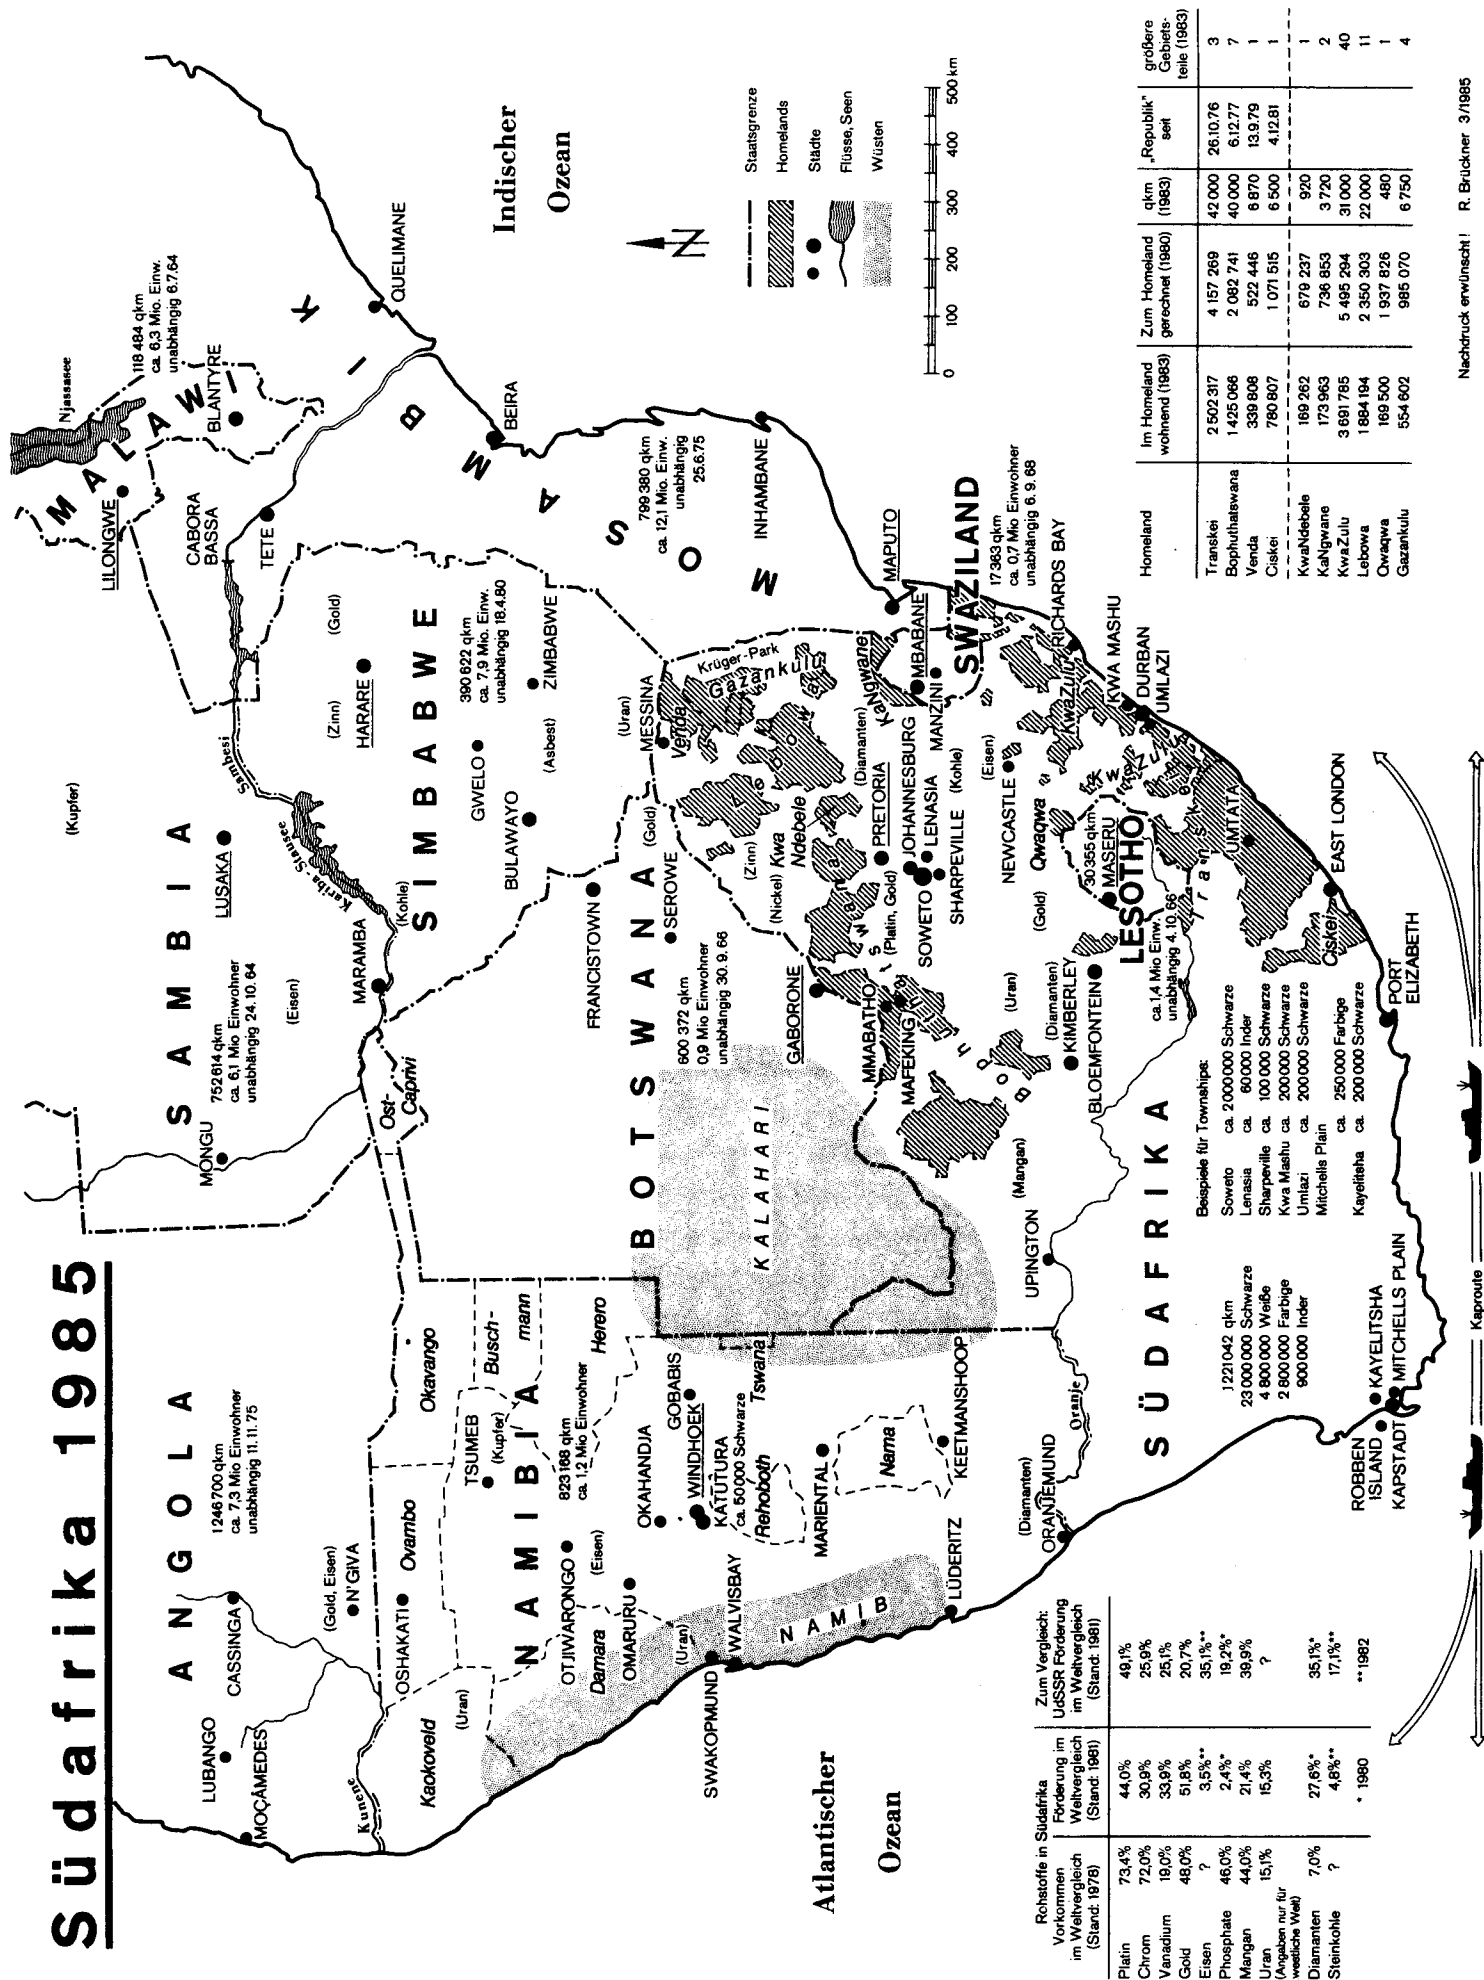 Südafrika 1985
ANGOLA
1246700 qkm
ca. 7,3 Mio Einwohner
unabhängig 11.11.75
LUBANGO
MOÇÂMEDES
CASSINGA
(Gold, Eisen)
N'GIVA
Kunene
SAMBIA
752614 qkm
ca. 6,1 Mio Einwohner
unabhängig 24.10.64
(Kupfer)
MONGU
(Eisen)
LUSAKA
MARAMBA
Kariba-Stausee
Sambesi
(Kohle)
MALAWI
Njassasee
118484 qkm
ca. 6,3 Mio. Einw.
unabhängig 6.7.64
LILONGWE
BLANTYRE
CABORA
BASSA
TETE
MOSAMBIK
799380 qkm
ca. 12,1 Mio. Einw.
unabhängig
25.6.75
QUELIMANE
BEIRA
INHAMBANE
MAPUTO
SIMBABWE
390622 qkm
ca. 7,9 Mio. Einw.
unabhängig 18.4.80
(Gold)
(Zinn)
HARARE
GWELO
(Asbest)
ZIMBABWE
BULAWAYO
NAMIBIA
823168 qkm
ca. 1,2 Mio Einwohner
OSHAKATI
Ovambo
Okavango
Ost-
Caprivi
Kaokoveld
(Uran)
TSUMEB
(Kupfer)
Busch-
mann
Herero
OTJIWARONGO
(Eisen)
Damara
OMARURU
(Uran)
OKAHANDJA
GOBABIS
WINDHOEK
KATUTURA
ca. 50000 Schwarze
SWAKOPMUND
WALVISBAY
NAMIB
Rehoboth
Tswana
MARIENTAL
Nama
KEETMANSHOOP
LÜDERITZ
(Diamanten)
ORANJEMUND
Oranje
BOTSWANA
600372 qkm
0,9 Mio Einwohner
unabhängig 30.9.66
FRANCISTOWN
SEROWE
KALAHARI
GABORONE
(Gold)
(Uran)
MESSINA
Venda
Krüger-Park
Gazankulu
Lebowa
(Zinn)
(Nickel)
Kwa
Ndebele
(Diamanten)
KaNgwane
PRETORIA
(Platin, Gold)
JOHANNESBURG
LENASIA
SOWETO
SHARPEVILLE
(Kohle)
MMABATHO
MAFEKING
Bophuthatswana
MBABANE
MANZINI
SWAZILAND
17363 qkm
ca. 0,7 Mio Einwohner
unabhängig 6.9.68
(Eisen)
NEWCASTLE
RICHARDS BAY
KwaZulu
KWA MASHU
DURBAN
UMLAZI
KwaZulu
(Gold)
Qwaqwa
(Uran)
(Diamanten)
KIMBERLEY
BLOEMFONTEIN
30355 qkm
MASERU
LESOTHO
ca. 1,4 Mio Einw.
unabhängig 4.10.66
Transkei
UMTATA
Ciskei
EAST LONDON
PORT
ELIZABETH
(Mangan)
UPINGTON
SÜDAFRIKA
1221042 qkm
23000000 Schwarze
4800000 Weiße
2800000 Farbige
900000 Inder
ROBBEN
ISLAND
KAYELITSHA
KAPSTADT
MITCHELLS PLAIN
Kaproute
Beispiele für Townships:
Soweto ca. 2000000 Schwarze
Lenasia ca. 60000 Inder
Sharpeville ca. 100000 Schwarze
Kwa Mashu ca. 200000 Schwarze
Umlazi ca. 200000 Schwarze
Mitchells Plain
ca. 250000 Farbige
Kayelitsha ca. 200000 Schwarze
Atlantischer
Ozean
Indischer
Ozean
N
Staatsgrenze
Homelands
Städte
Flüsse, Seen
Wüsten
0 100 200 300 400 500 km
Rohstoffe in Südafrika
Vorkommen im Weltvergleich (Stand: 1978) Förderung im Weltvergleich (Stand: 1981) Zum Vergleich: UdSSR Förderung im Weltvergleich (Stand: 1981)
Platin 73,4% 44,0% 49,1%
Chrom 72,0% 30,9% 25,9%
Vanadium 19,0% 33,9% 25,1%
Gold 48,0% 51,8% 20,7%
Eisen ? 3,5%** 35,1%**
Phosphate 46,0% 2,4%* 19,2%*
Mangan 44,0% 21,4% 39,9%
Uran 15,1% 15,3% ?
(Angaben nur für
westliche Welt)
Diamanten 7,0% 27,6%* 35,1%*
Steinkohle ? 4,8%** 17,1%**
* 1980 **1982
Homeland Im Homeland wohnend (1983) Zum Homeland gerechnet (1980) qkm (1983) „Republik" seit größere Gebiets-teile (1983)
Transkei 2502317 4157269 42000 26.10.76 3
Bophuthatswana 1425066 2082741 40000 6.12.77 7
Venda 339808 522446 6870 13.9.79 1
Ciskei 780807 1071515 6500 4.12.81 1
KwaNdebele 169262 679237 920 1
KaNgwane 173963 736853 3720 2
KwaZulu 3691785 5495294 31000 40
Lebowa 1884194 2350303 22000 11
Qwaqwa 169500 1937826 480 1
Gazankulu 554602 985070 6750 4
Nachdruck erwünscht! R. Brückner 3/1985